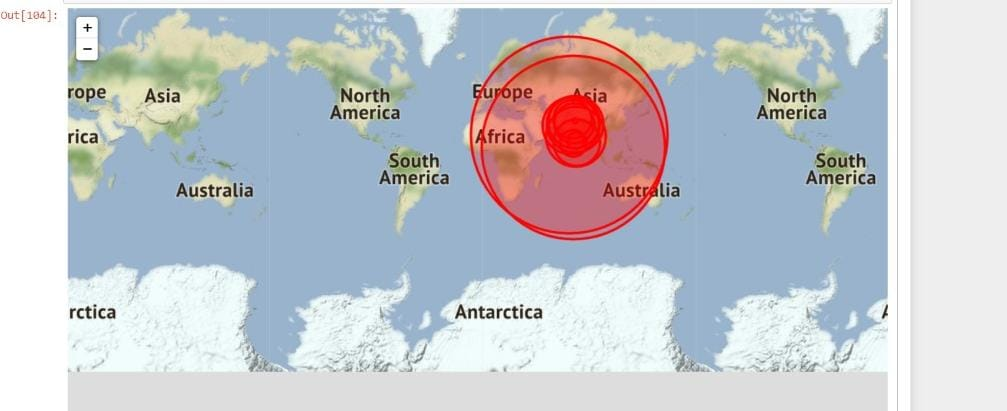 Out[104]:
+
−
rope
Asia
North
America
Europe
Asia
North
America
rica
Africa
South
America
South
America
Australia
Australia
rctica
Antarctica
A